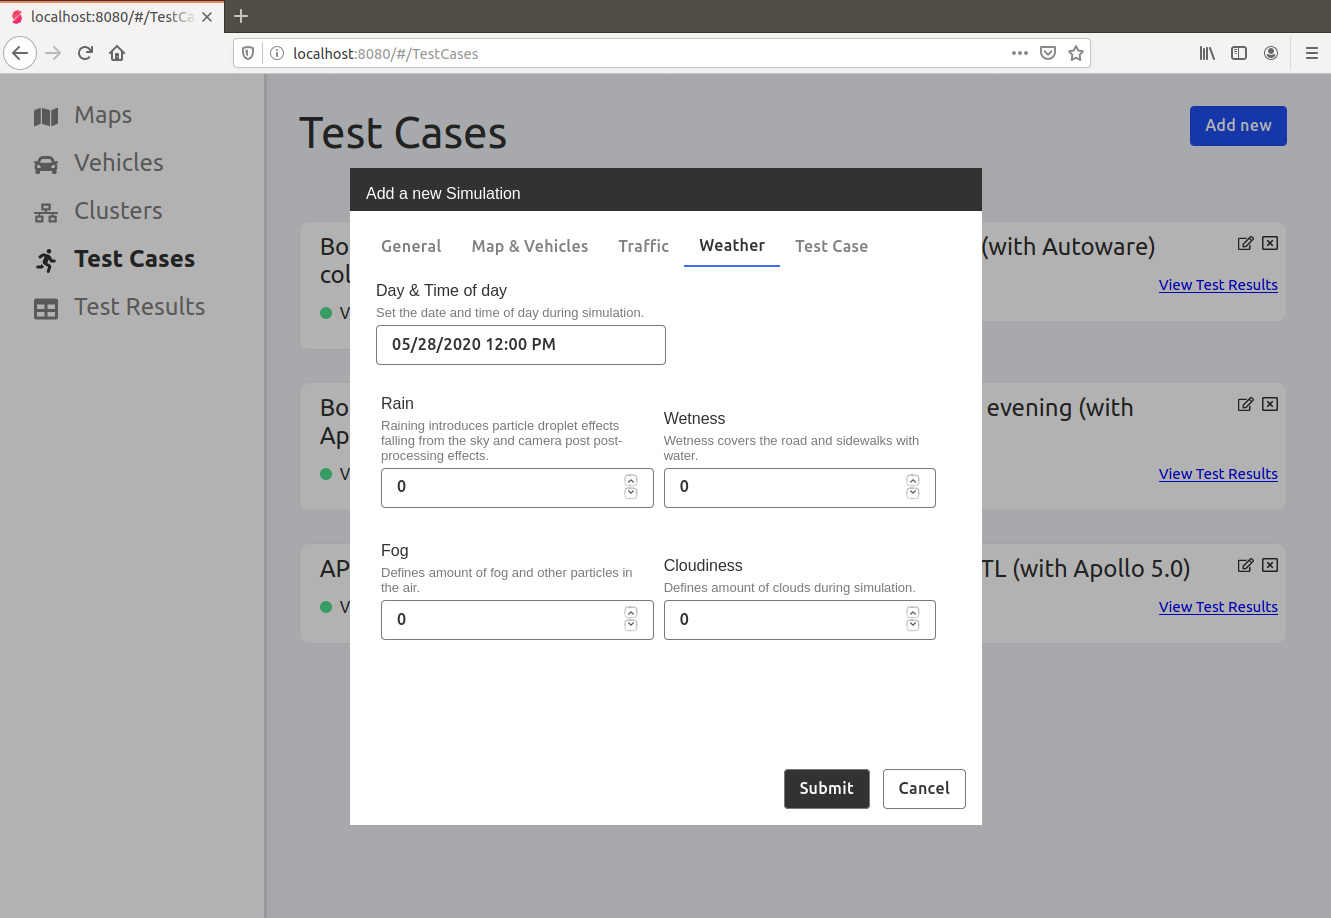 localhost:8080/#/TestCa
localhost:8080/#/TestCases
Maps
Vehicles
Clusters
Test Cases
Test Results
Test Cases
Add new
Add a new Simulation
General Map & Vehicles Traffic Weather Test Case
Day & Time of day
Set the date and time of day during simulation.
05/28/2020 12:00 PM
Rain
Raining introduces particle droplet effects
falling from the sky and camera post post-
processing effects.
0
Wetness
Wetness covers the road and sidewalks with
water.
0
Fog
Defines amount of fog and other particles in
the air.
0
Cloudiness
Defines amount of clouds during simulation.
0
Submit
Cancel
Bo
(with Autoware)
col
V
View Test Results
Bo
evening (with
Ap
V
View Test Results
AP
TL (with Apollo 5.0)
V
View Test Results